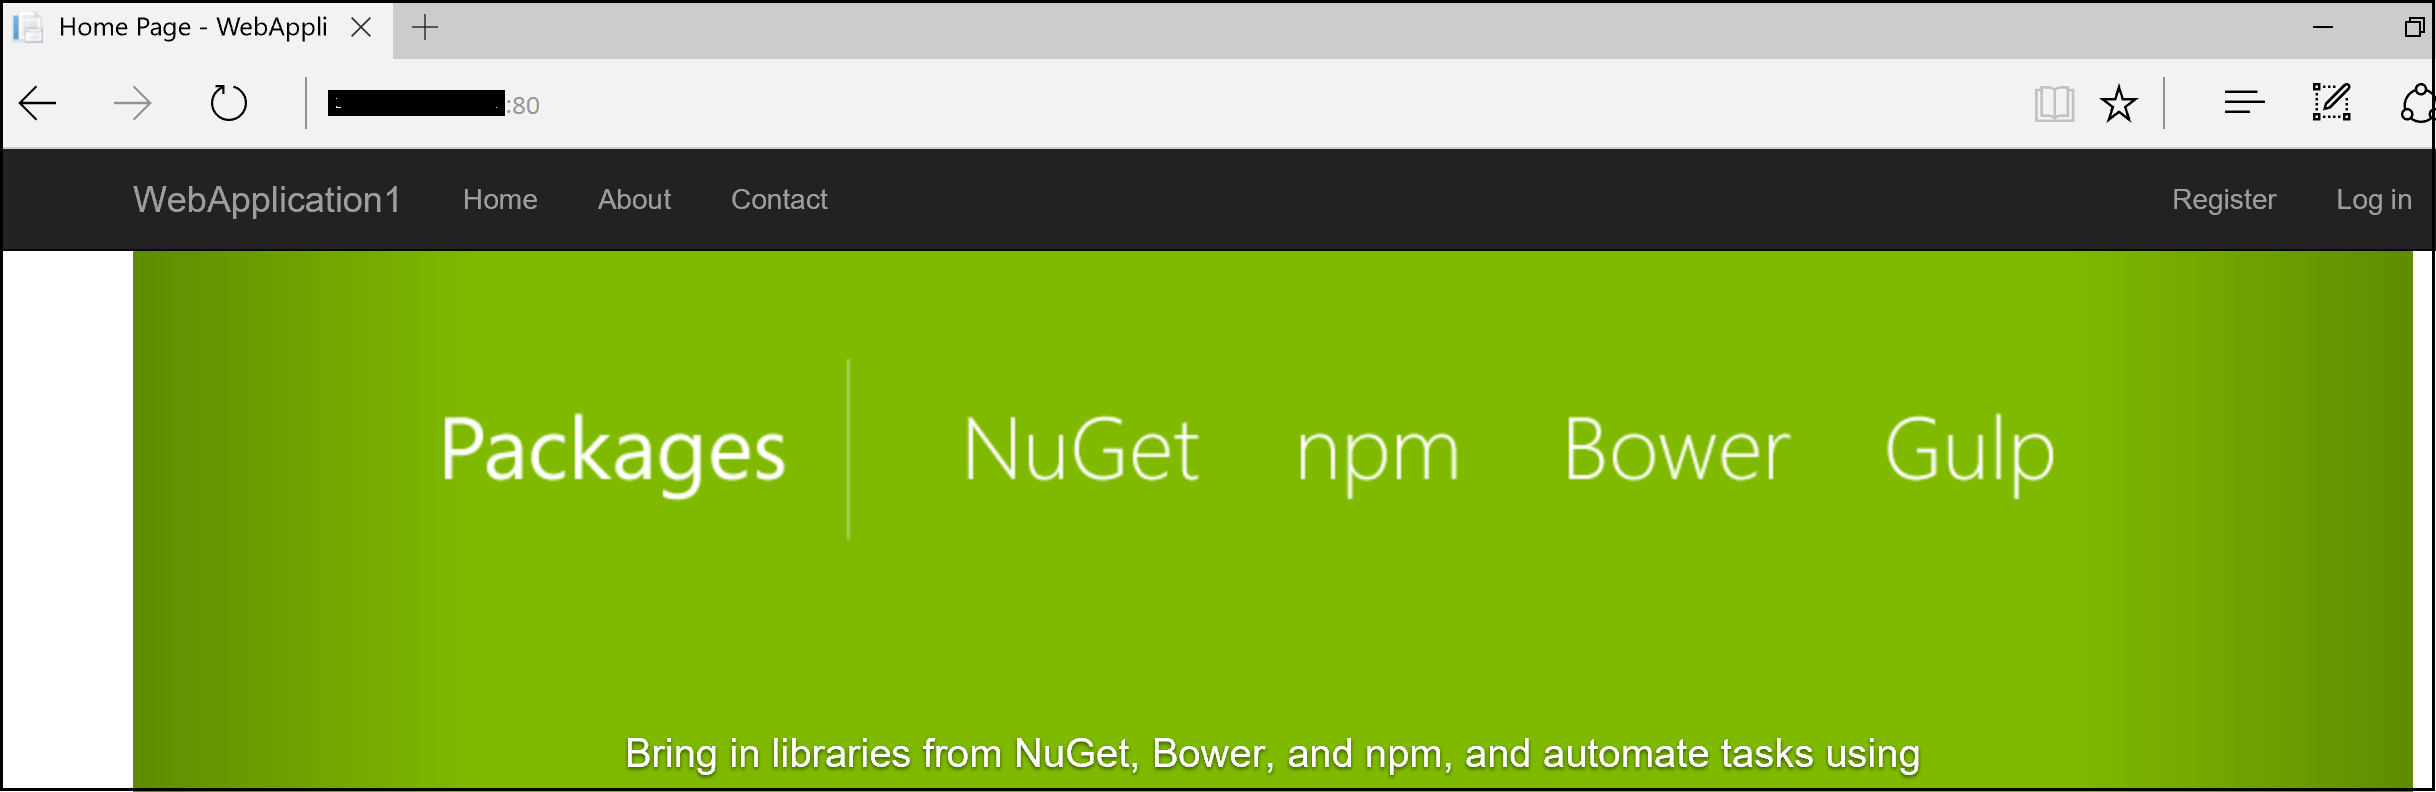 Home Page - WebAppli
:80
WebApplication1 Home About Contact Register Log in
Packages NuGet npm Bower Gulp
Bring in libraries from NuGet, Bower, and npm, and automate tasks using